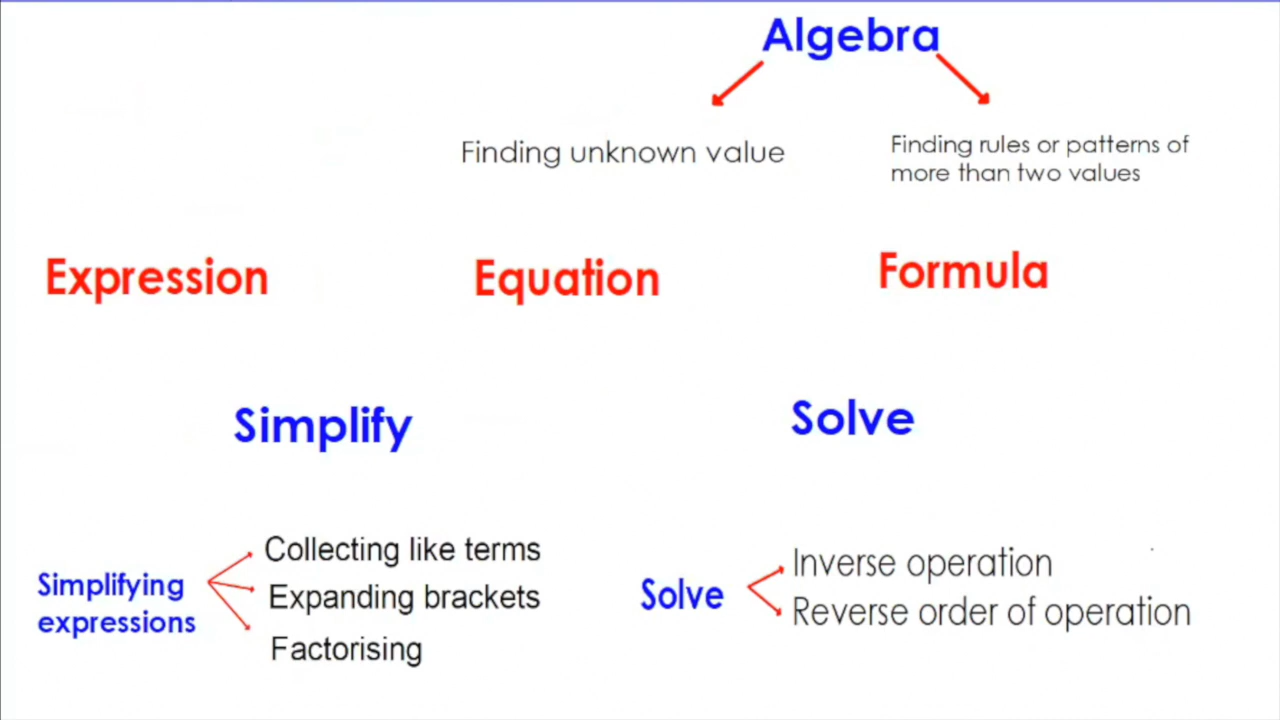 Algebra
Finding unknown value
Finding rules or patterns of
more than two values
Expression
Equation
Formula
Simplify
Solve
Simplifying
expressions
Collecting like terms
Expanding brackets
Factorising
Solve
Inverse operation
Reverse order of operation